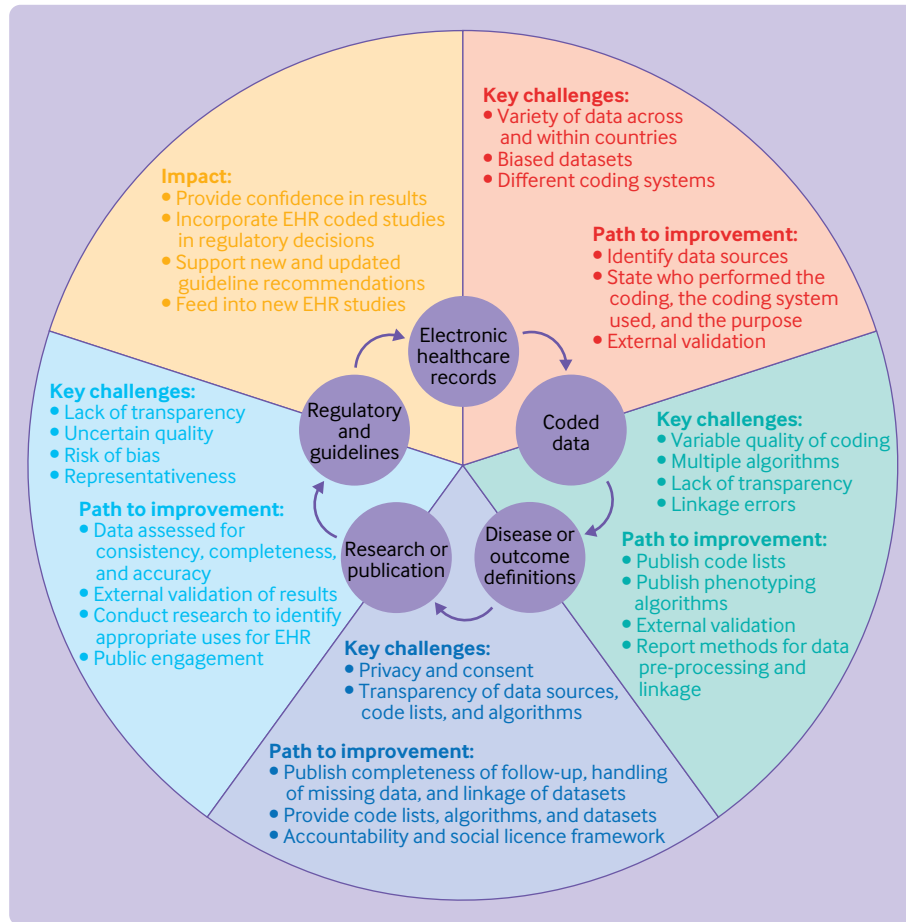 Key challenges:
• Variety of data across
and within countries
• Biased datasets
• Different coding systems
Path to improvement:
• Identify data sources
• State who performed the
coding, the coding system
used, and the purpose
• External validation
Impact:
• Provide confidence in results
• Incorporate EHR coded studies
in regulatory decisions
• Support new and updated
guideline recommendations
• Feed into new EHR studies
Electronic
healthcare
records
Regulatory
and
guidelines
Coded
data
Research or
publication
Disease or
outcome
definitions
Key challenges:
• Lack of transparency
• Uncertain quality
• Risk of bias
• Representativeness
Path to improvement:
• Data assessed for
consistency, completeness,
and accuracy
• External validation of results
• Conduct research to identify
appropriate uses for EHR
• Public engagement
Key challenges:
• Variable quality of coding
• Multiple algorithms
• Lack of transparency
• Linkage errors
Path to improvement:
• Publish code lists
• Publish phenotyping
algorithms
• External validation
• Report methods for data
pre-processing and
linkage
Key challenges:
• Privacy and consent
• Transparency of data sources,
code lists, and algorithms
Path to improvement:
• Publish completeness of follow-up, handling
of missing data, and linkage of datasets
• Provide code lists, algorithms, and datasets
• Accountability and social licence framework